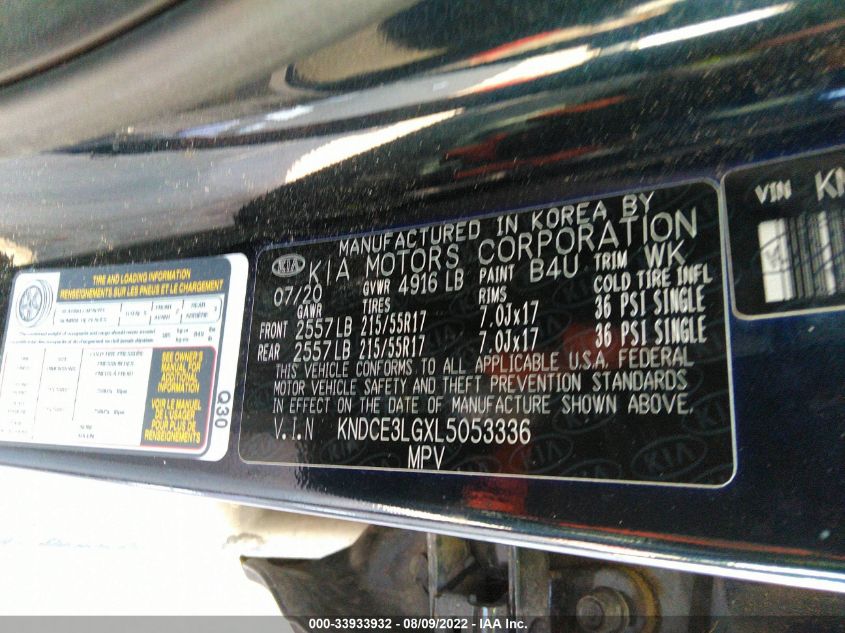 TIRE AND LOADING INFORMATION
RENSEIGNEMENTS SUR LES PNEUS ET LE CHARGEMENT
SEE OWNER'S
MANUAL FOR
ADDITIONAL
INFORMATION
VOIR LE MANUEL
DE L'USAGER
POUR PLUS DE
RENSEIGNEMENTS
Q30
MANUFACTURED IN KOREA BY
KIA KIA MOTORS CORPORATION
07/20 GVWR 4916 LB PAINT B4U TRIM WK
GAWR TIRES RIMS COLD TIRE INFL
FRONT 2557LB 215/55R17 7.0Jx17 36 PSI SINGLE
REAR 2557LB 215/55R17 7.0Jx17 36 PSI SINGLE
THIS VEHICLE CONFORMS TO ALL APPLICABLE U.S.A. FEDERAL
MOTOR VEHICLE SAFETY AND THEFT PREVENTION STANDARDS
IN EFFECT ON THE DATE OF MANUFACTURE SHOWN ABOVE.
V.I.N KNDCE3LGXL5053336
MPV
VIN KN
000-33933932 - 08/09/2022 - IAA Inc.